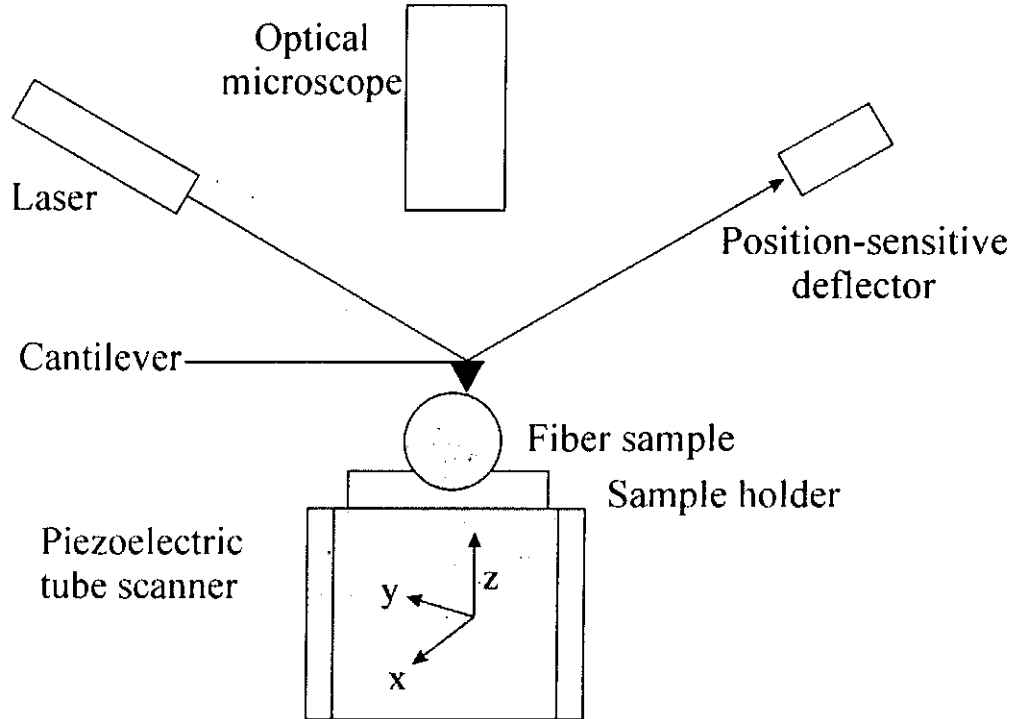 Optical
microscope
Laser
Position-sensitive
deflector
Cantilever
Fiber sample
Sample holder
Piezoelectric
tube scanner
z
y
x